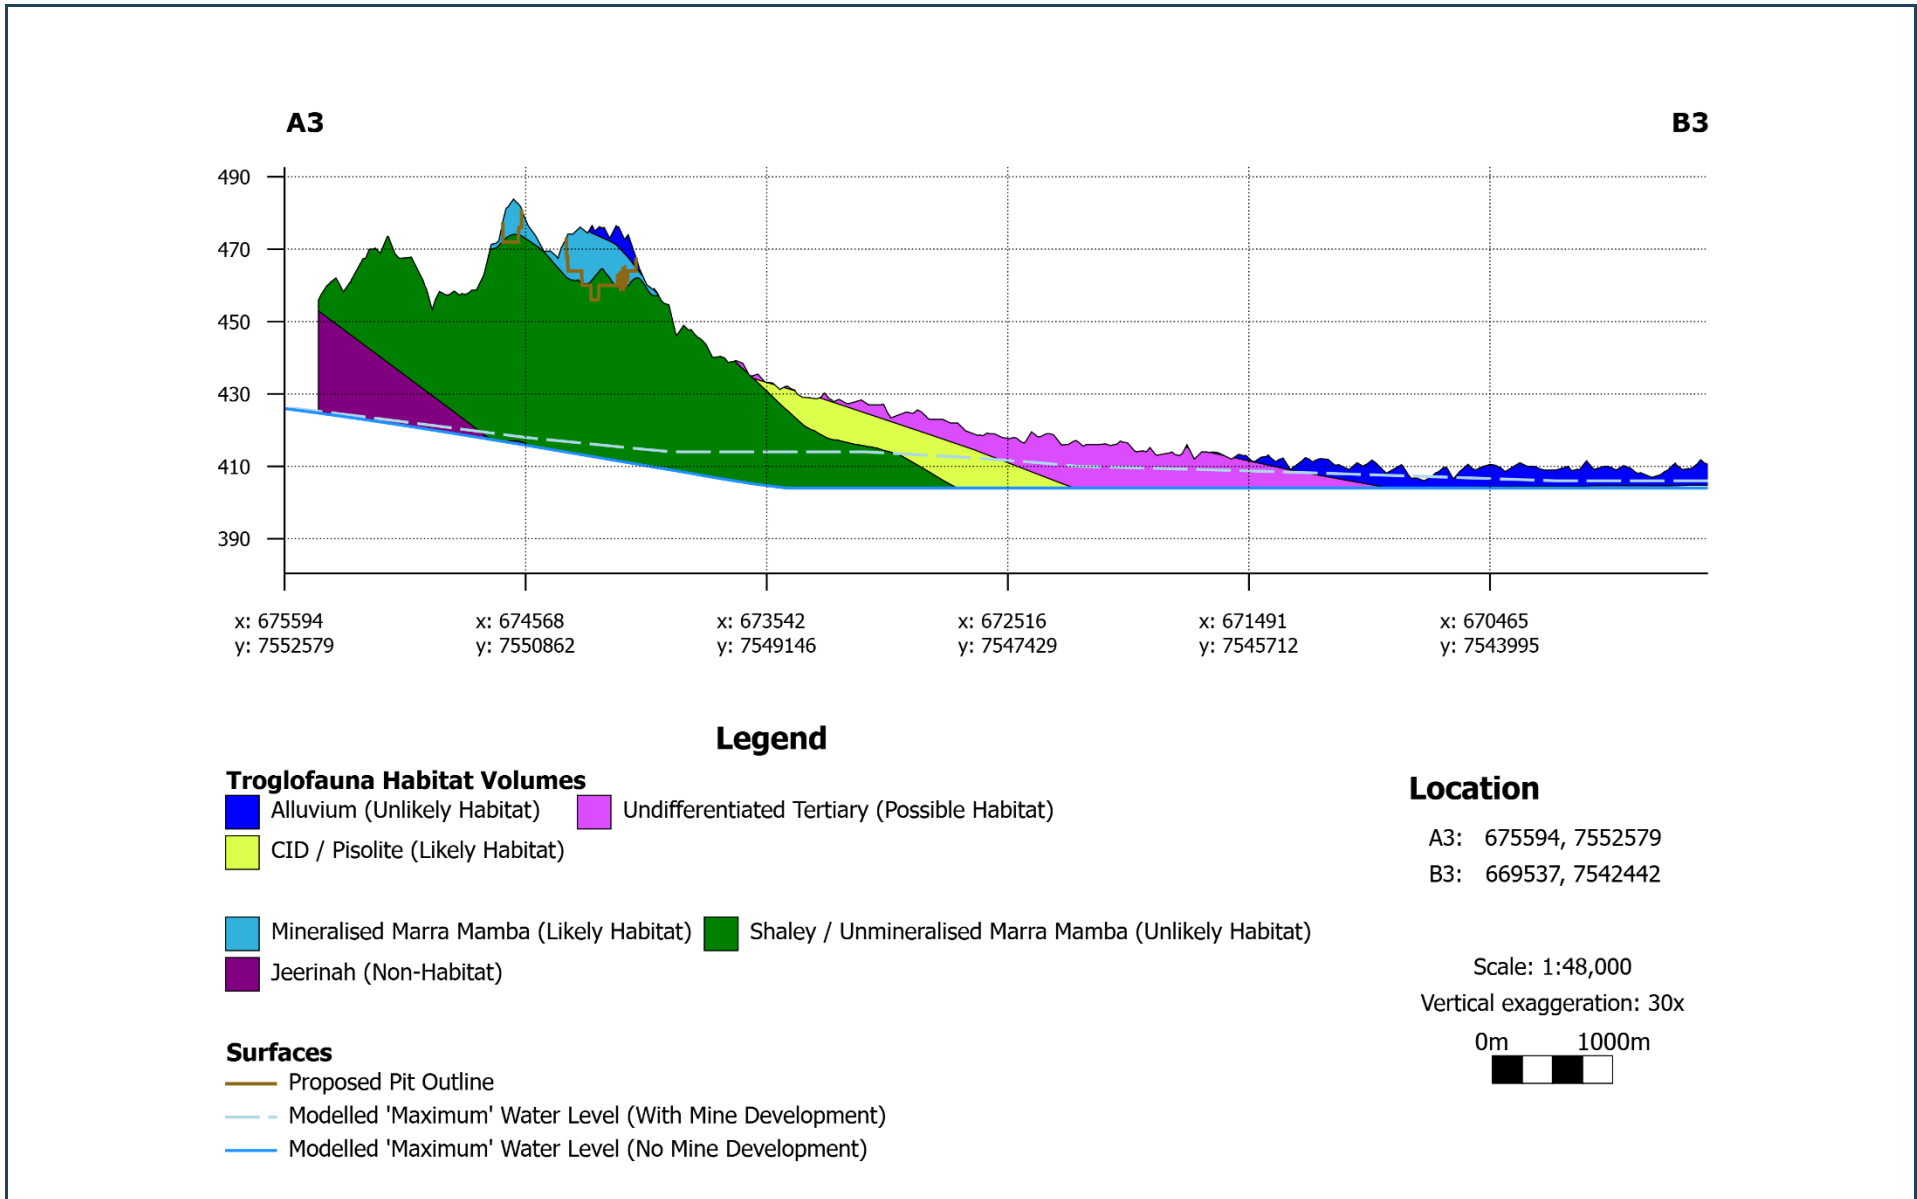 A3
B3
490
470
450
430
410
390
x: 675594
y: 7552579
x: 674568
y: 7550862
x: 673542
y: 7549146
x: 672516
y: 7547429
x: 671491
y: 7545712
x: 670465
y: 7543995
Legend
Troglofauna Habitat Volumes
Alluvium (Unlikely Habitat)
Undifferentiated Tertiary (Possible Habitat)
CID / Pisolite (Likely Habitat)
Mineralised Marra Mamba (Likely Habitat)
Shaley / Unmineralised Marra Mamba (Unlikely Habitat)
Jeerinah (Non-Habitat)
Surfaces
Proposed Pit Outline
Modelled 'Maximum' Water Level (With Mine Development)
Modelled 'Maximum' Water Level (No Mine Development)
Location
A3: 675594, 7552579
B3: 669537, 7542442
Scale: 1:48,000
Vertical exaggeration: 30x
0m 1000m